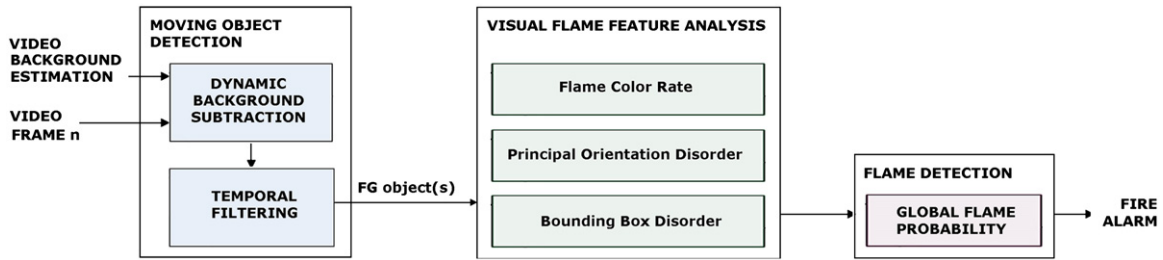 MOVING OBJECT
DETECTION
VIDEO
BACKGROUND
ESTIMATION
VIDEO
FRAME n
DYNAMIC
BACKGROUND
SUBTRACTION
TEMPORAL
FILTERING
FG object(s)
VISUAL FLAME FEATURE ANALYSIS
Flame Color Rate
Principal Orientation Disorder
Bounding Box Disorder
FLAME DETECTION
GLOBAL FLAME
PROBABILITY
FIRE
ALARM